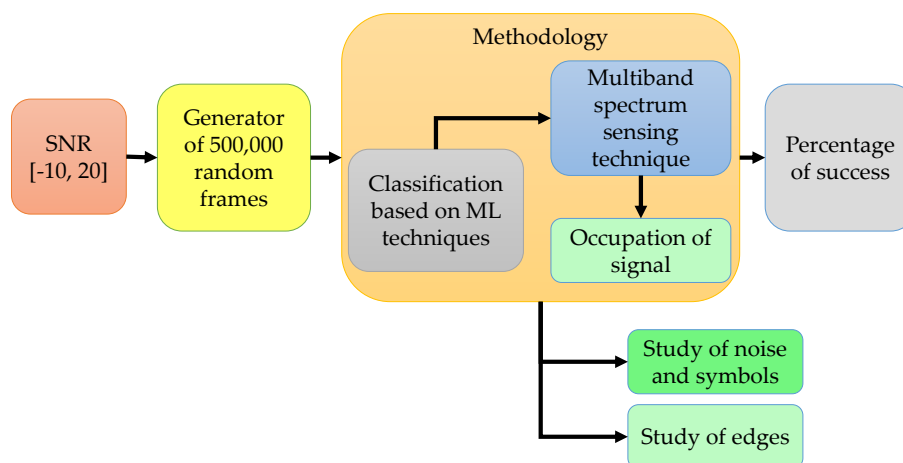 Methodology
SNR
[-10, 20]
Generator
of 500,000
random
frames
Classification
based on ML
techniques
Multiband
spectrum
sensing
technique
Occupation of
signal
Percentage
of success
Study of noise
and symbols
Study of edges